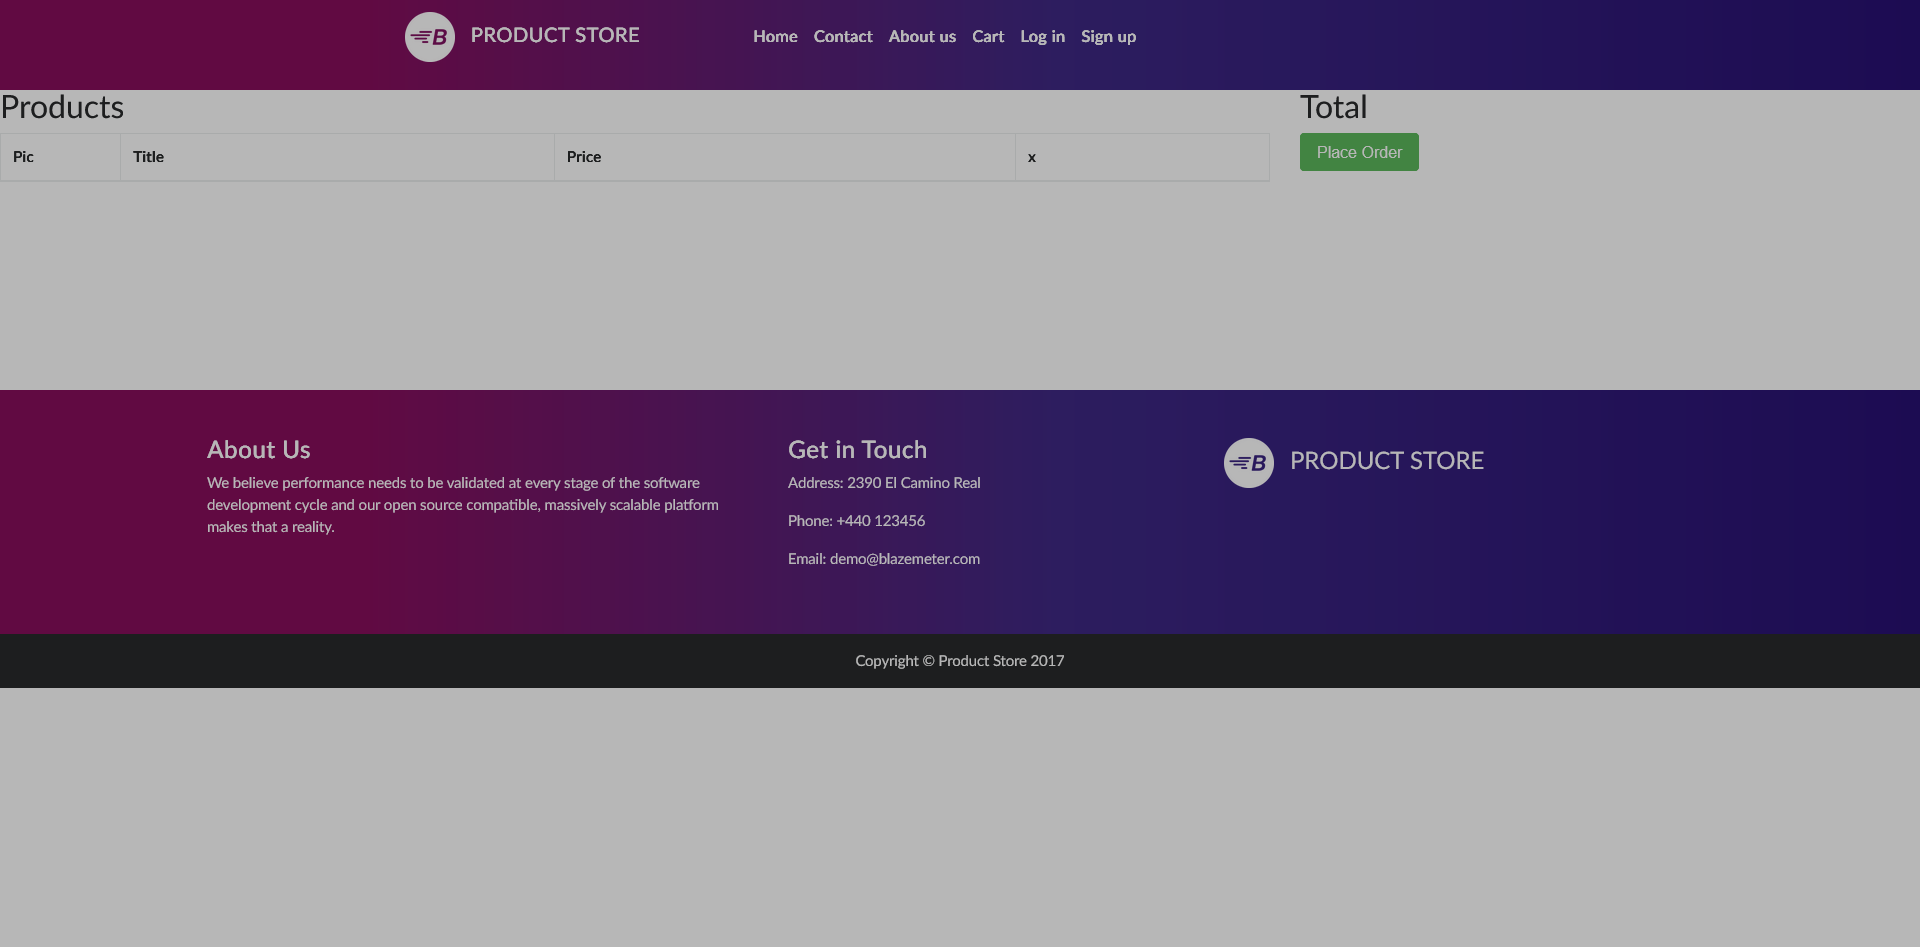 B PRODUCT STORE
Home Contact About us Cart Log in Sign up
Products
Total
Pic Title Price x
Place Order
About Us
We believe performance needs to be validated at every stage of the software
development cycle and our open source compatible, massively scalable platform
makes that a reality.
Get in Touch
Address: 2390 El Camino Real
Phone: +440 123456
Email: demo@blazemeter.com
B PRODUCT STORE
Copyright © Product Store 2017